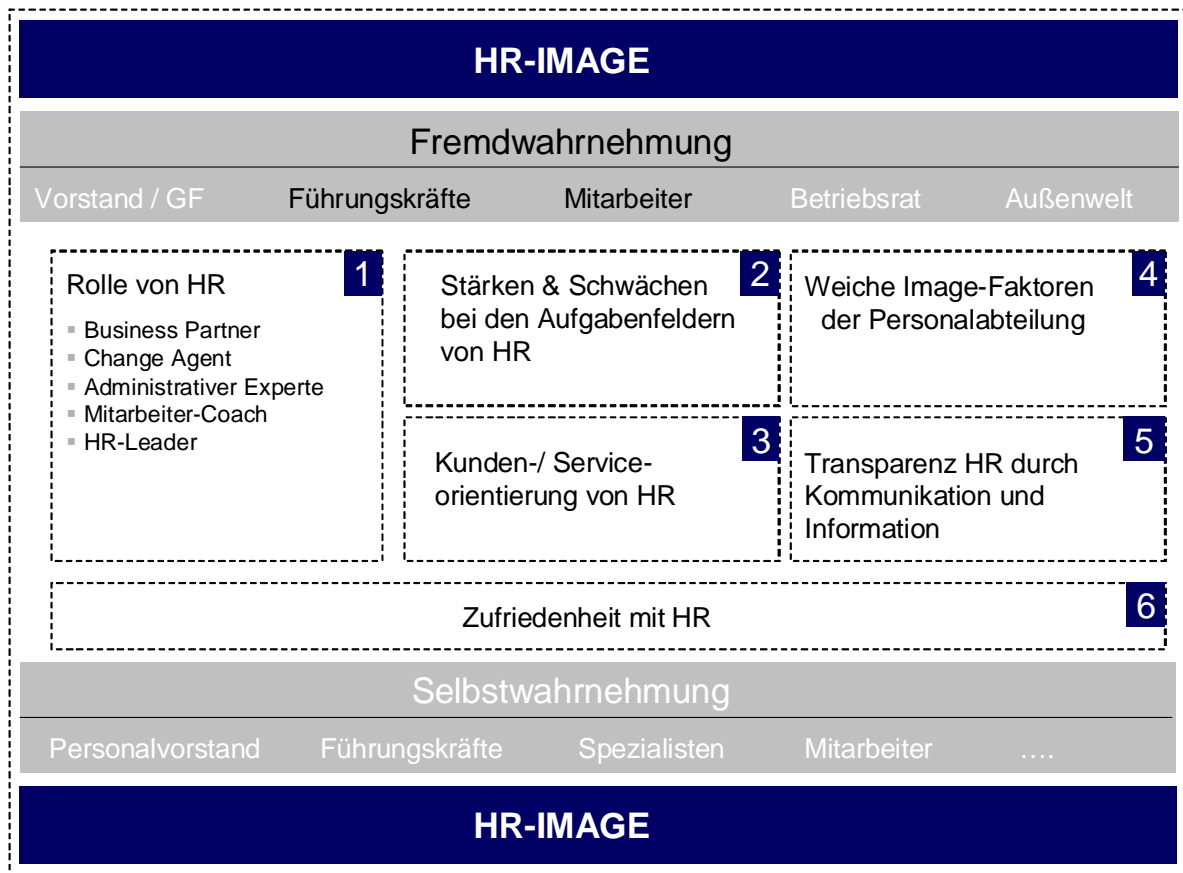 HR-IMAGE
Fremdwahrnehmung
Vorstand / GF Führungskräfte Mitarbeiter Betriebsrat Außenwelt
1
Rolle von HR
▪ Business Partner
▪ Change Agent
▪ Administrativer Experte
▪ Mitarbeiter-Coach
▪ HR-Leader
2
Stärken & Schwächen
bei den Aufgabenfeldern
von HR
3
Kunden-/ Service-
orientierung von HR
4
Weiche Image-Faktoren
der Personalabteilung
5
Transparenz HR durch
Kommunikation und
Information
6
Zufriedenheit mit HR
Selbstwahrnehmung
Personalvorstand Führungskräfte Spezialisten Mitarbeiter ….
HR-IMAGE